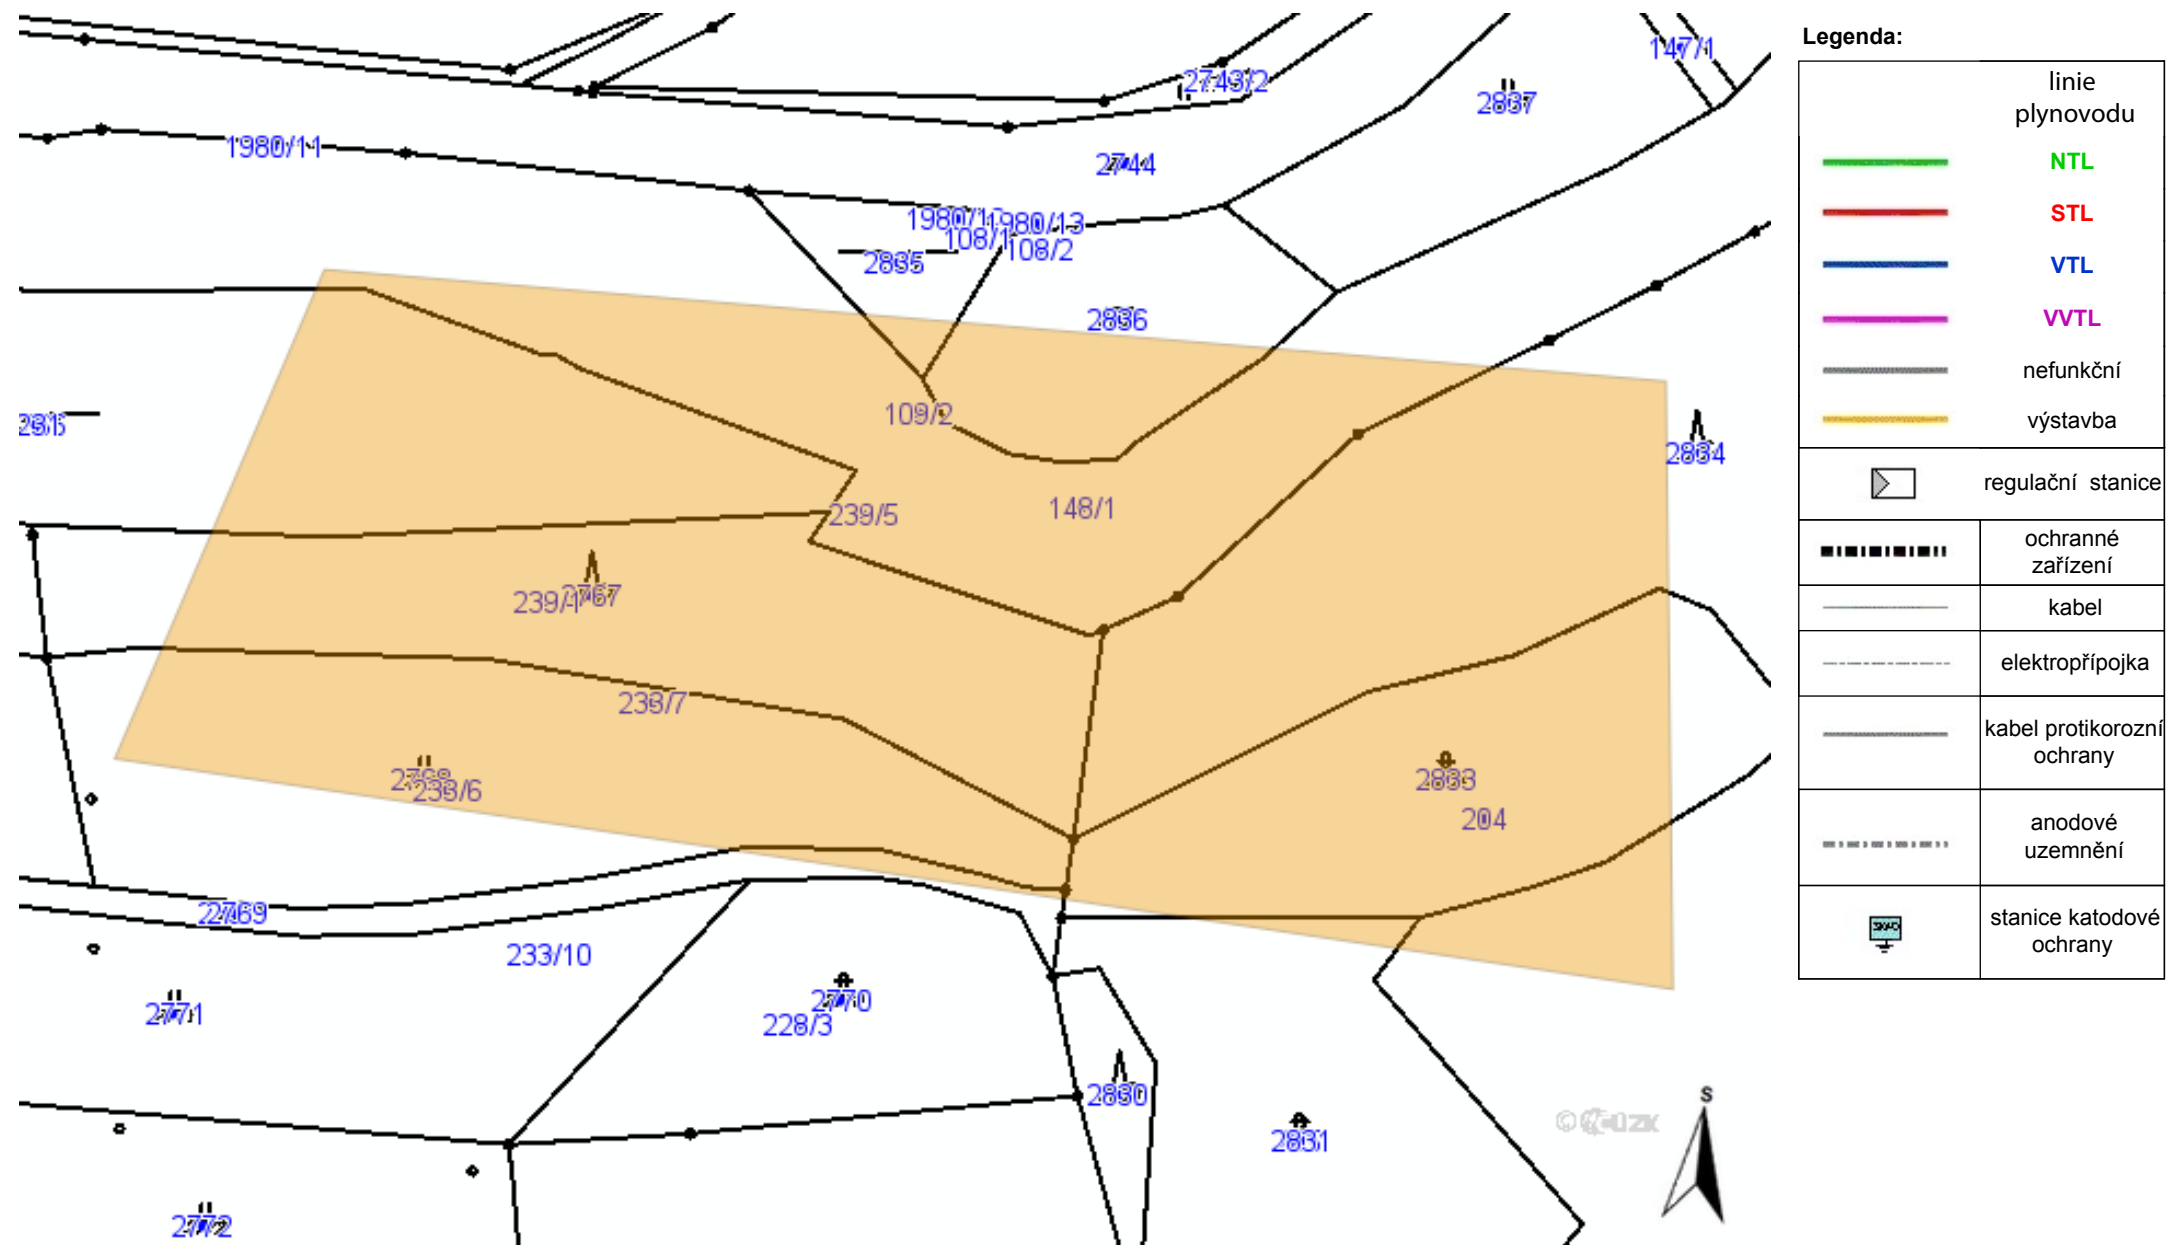 147/1
Legenda:
2743/2
2837
linie
plynovodu
1980/11
2744
NTL
1980/13
108/1
108/2
STL
2835
VTL
2836
VVTL
nefunkční
109/2
výstavba
2834
regulační stanice
239/5
148/1
ochranné
zařízení
239/1
2767
kabel
elektropřípojka
233/7
kabel protikorozní
ochrany
2768
233/6
2833
204
anodové
uzemnění
2769
stanice katodové
ochrany
233/10
2771
2770
228/3
2830
S
2831
2772